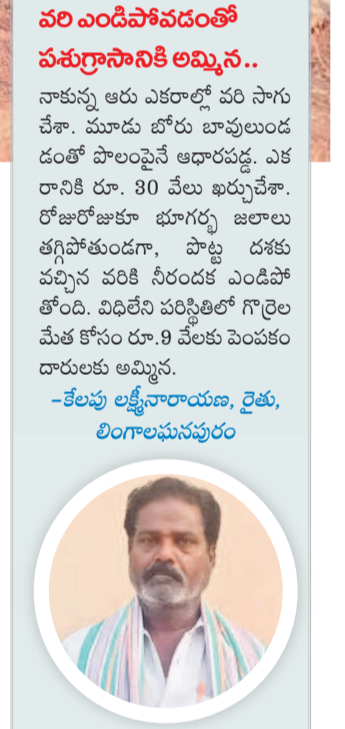 వరి ఎండిపోవడంతో
పశుగ్రాసానికి అమ్మిన..
నాకున్న ఆరు ఎకరాల్లో వరి సాగు
చేశా. మూడు బోరు బావులుండ
డంతో పొలంపైనే ఆధారపడ్డ. ఎక
రానికి రూ. 30 వేలు ఖర్చుచేశా.
రోజురోజుకూ భూగర్భ జలాలు
తగ్గిపోతుండగా, పొట్ట దశకు
వచ్చిన వరికి నీరందక ఎండిపో
తోంది. విధిలేని పరిస్థితిలో గొర్రెల
మేత కోసం రూ.9 వేలకు పెంపకం
దారులకు అమ్మిన.
–కేలపు లక్ష్మీనారాయణ, రైతు,
లింగాలఘనపురం